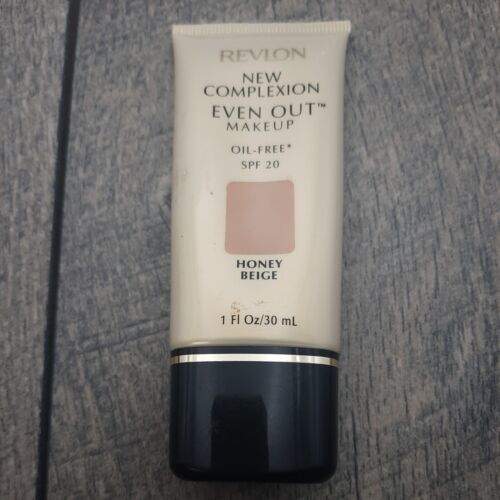 REVLON
NEW
COMPLEXION
EVEN OUT™
MAKEUP
OIL-FREE*
SPF 20
HONEY
BEIGE
1 Fl Oz/30 mL